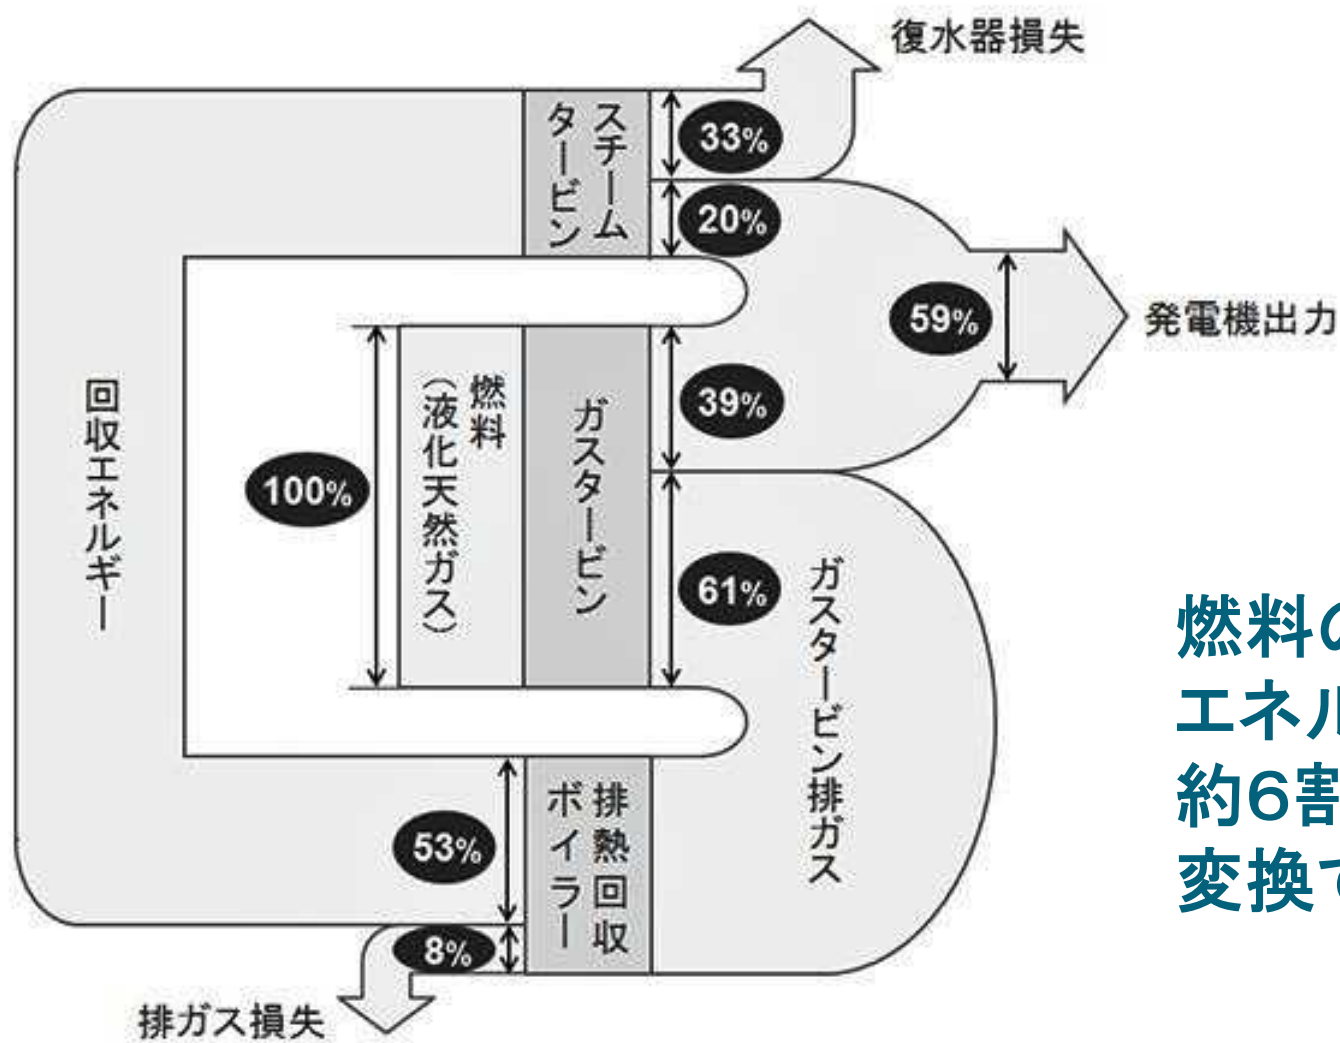 復水器損失
スチーム
タービン
33%
20%
59%
発電機出力
39%
燃料
（液化天然ガス）
ガスタービン
100%
回収エネルギー
61%
ガスタービン排ガス
53%
排熱回収
ボイラー
8%
排ガス損失
燃料の
エネル
約6割
変換